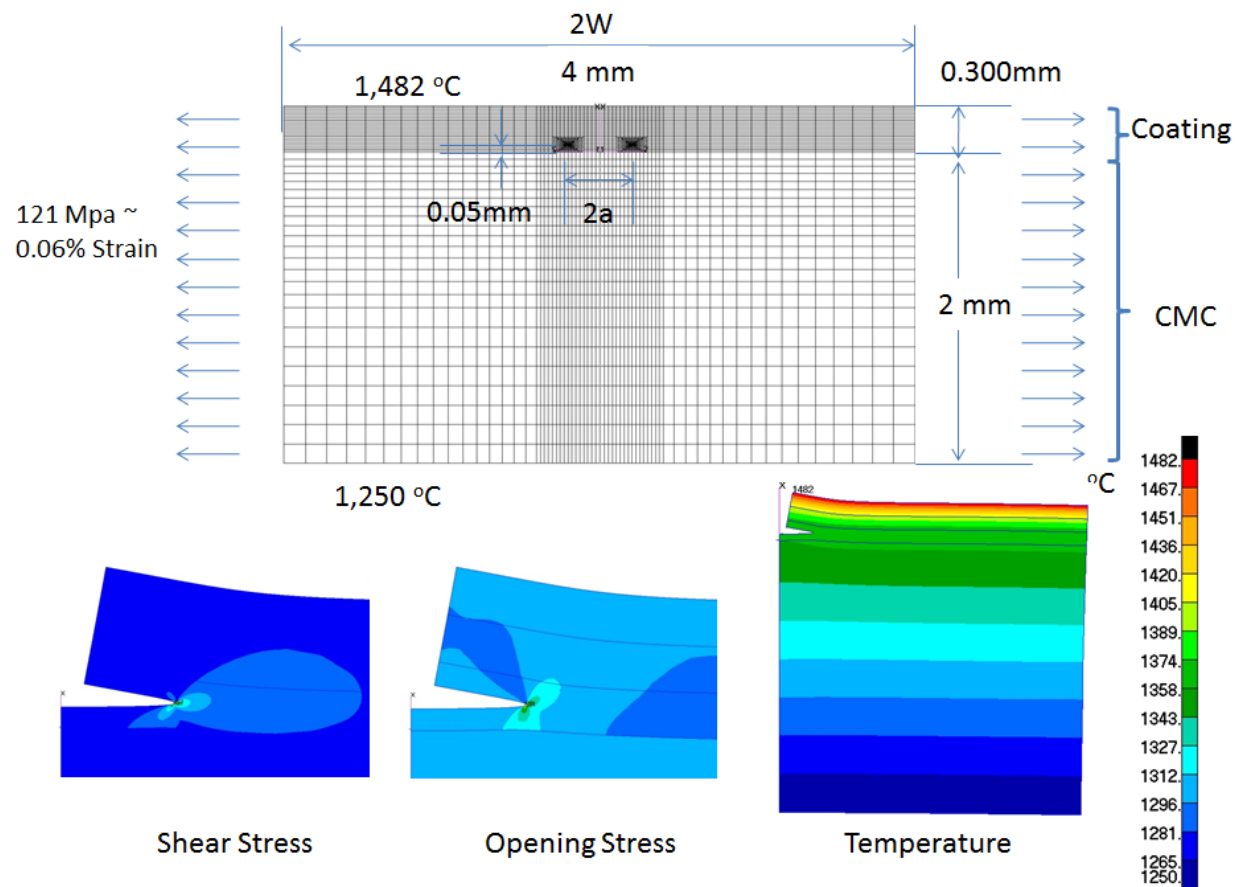 2W
4 mm
1,482 °C
0.300mm
Coating
0.05mm
2a
121 Mpa ~
0.06% Strain
2 mm
CMC
1,250 °C
°C
X
1482
1482.
1467.
1451.
1436.
1420.
1405.
1389.
1374.
1358.
1343.
1327.
1312.
1296.
1281.
1265.
1250.
x
x
Shear Stress
Opening Stress
Temperature